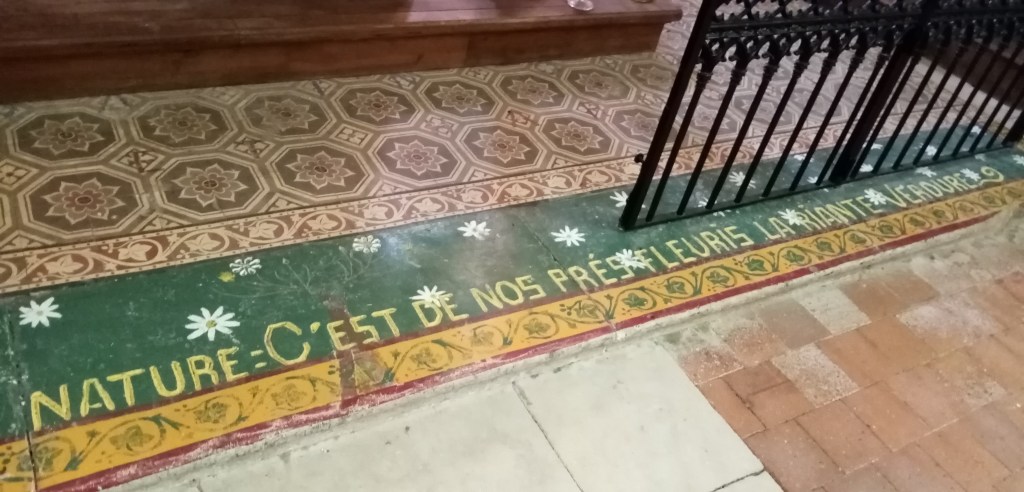 NATURE = C'EST DE NOS PRÉS FLEURIS LA RIANTE VERDURE